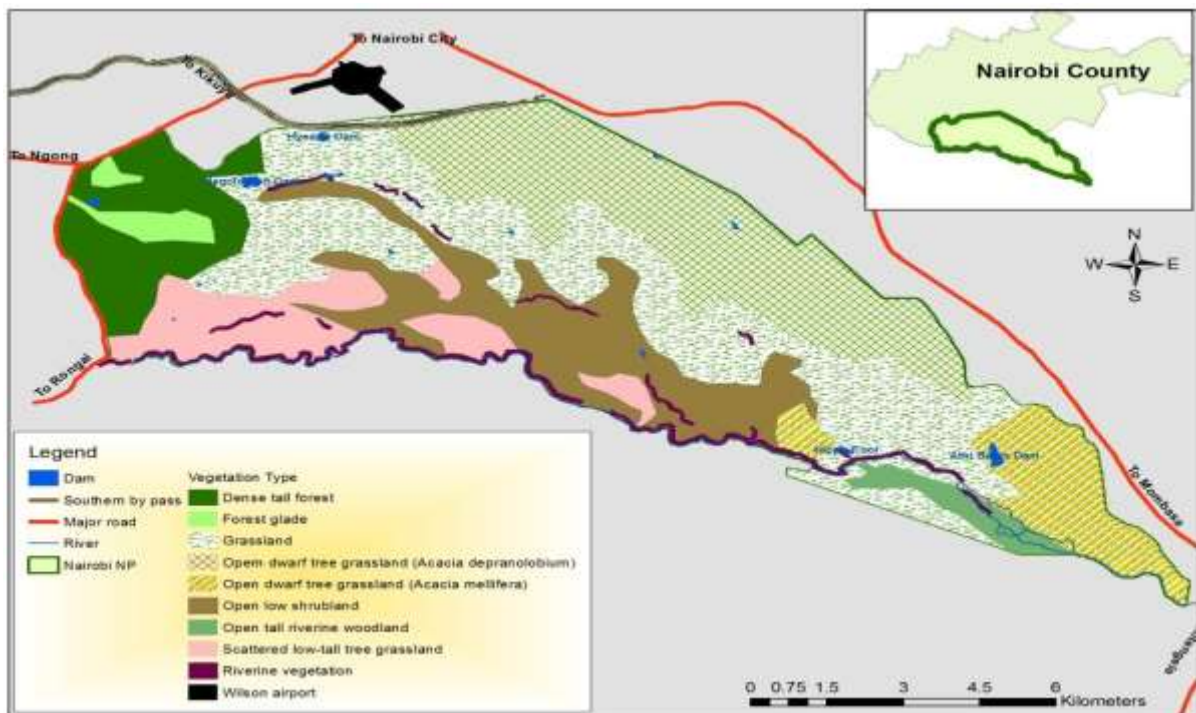 To Nairobi City
Nairobi County
To Kikuyu
Hyena Dam
To Ngong
N
W E
S
To Rongai
Athi Basin Dam
To Mombasa
Legend
Dam
Southern by pass
Major road
River
Nairobi NP
Vegetation Type
Dense tall forest
Forest glade
Grassland
Opem dwarf tree grassland (Acacia depranolobium)
Open dwarf tree grassland (Acacia mellifera)
Open low shrubland
Open tall riverine woodland
Scattered low-tall tree grassland
Riverine vegetation
Wilson airport
0 0.75 1.5 3 4.5 6
Kilometers